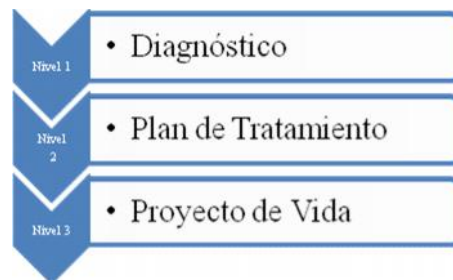 Nivel 1
• Diagnóstico
Nivel
2
• Plan de Tratamiento
Nivel 3
• Proyecto de Vida